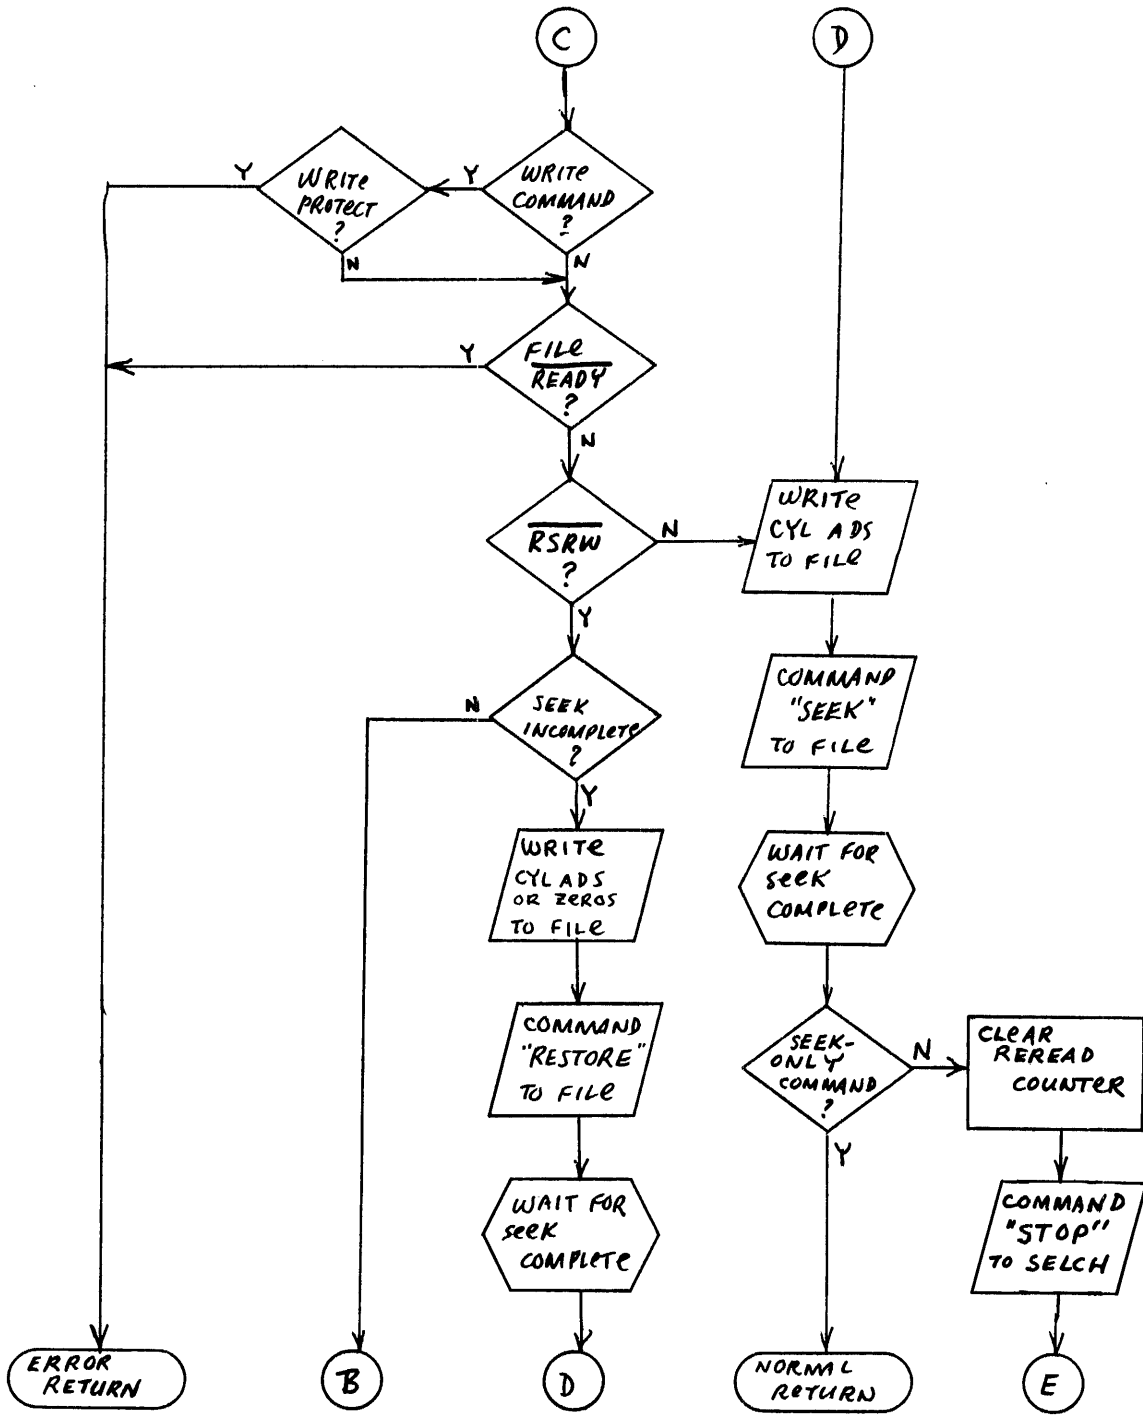 C
D
WRITE
COMMAND
?
Y
N
WRITE
PROTECT
?
Y
N
FILE
READY
?
Y
N
RSRW
?
N
Y
SEEK
INCOMPLETE
?
N
Y
WRITE
CYL ADS
OR ZEROS
TO FILE
COMMAND
"RESTORE"
TO FILE
WAIT FOR
SEEK
COMPLETE
WRITE
CYL ADS
TO FILE
COMMAND
"SEEK"
TO FILE
WAIT FOR
SEEK
COMPLETE
SEEK-
ONLY
COMMAND
?
N
Y
CLEAR
REREAD
COUNTER
COMMAND
"STOP"
TO SELCH
ERROR
RETURN
B
D
NORMAL
RETURN
E